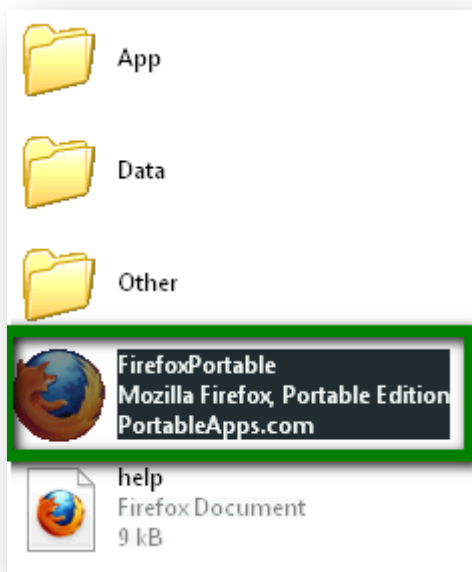 App
Data
Other
FirefoxPortable
Mozilla Firefox, Portable Edition
PortableApps.com
help
Firefox Document
9 kB